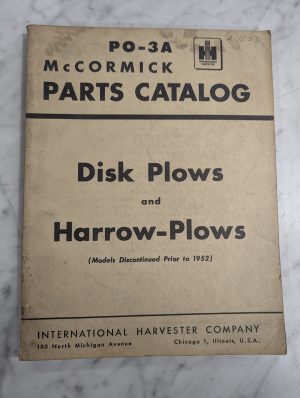 PO-3A
McCORMICK
PARTS CATALOG
Disk Plows
and
Harrow-Plows
(Models Discontinued Prior to 1952)
INTERNATIONAL HARVESTER COMPANY
180 North Michigan Avenue Chicago 1, Illinois, U.S.A.